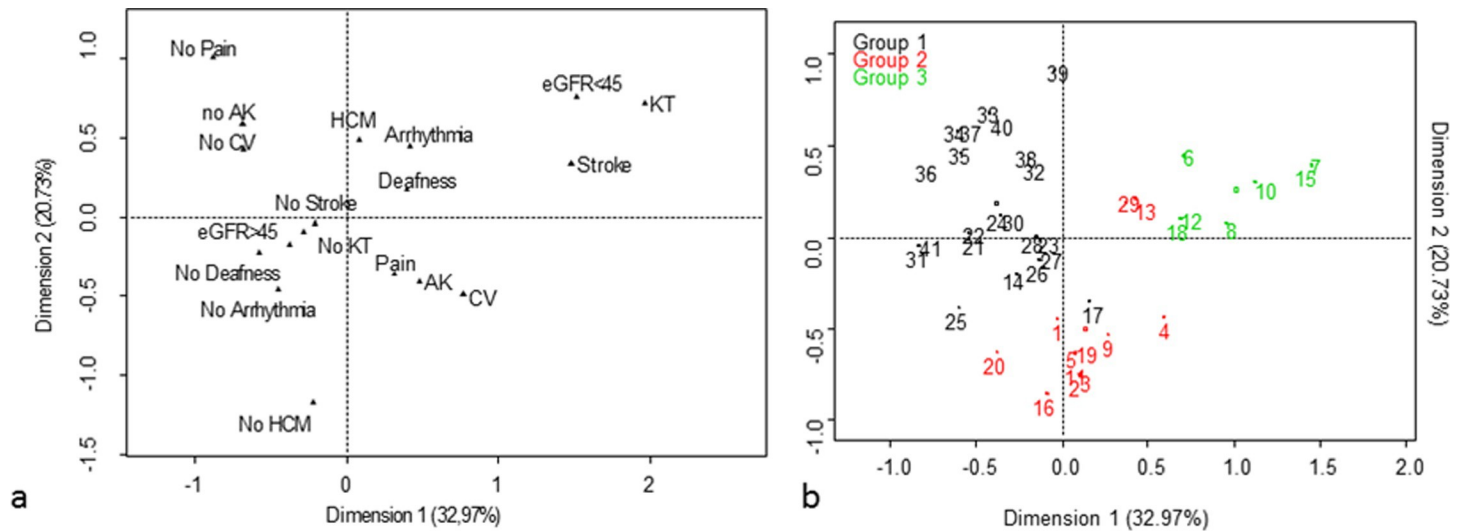 No Pain
no AK
No CV
HCM
Arrhythmia
Deafness
eGFR<45
KT
Stroke
No Stroke
eGFR>45
No KT
No Deafness
No Arrhythmia
Pain
AK
CV
No HCM
1.0
0.5
0.0
-0.5
-1.0
-1.5
-1
0
1
2
Dimension 2 (20.73%)
Dimension 1 (32,97%)
a
Group 1
Group 2
Group 3
39
33
40
34
37
35
38
32
36
6
7
15
10
29
13
12
18
8
24
30
22
21
28
23
27
26
41
31
14
25
17
1
4
9
19
5
20
2
3
16
1.0
0.5
0.0
-0.5
-1.0
-1.0
-0.5
0.0
0.5
1.0
1.5
2.0
Dimension 2 (20.73%)
Dimension 1 (32.97%)
b